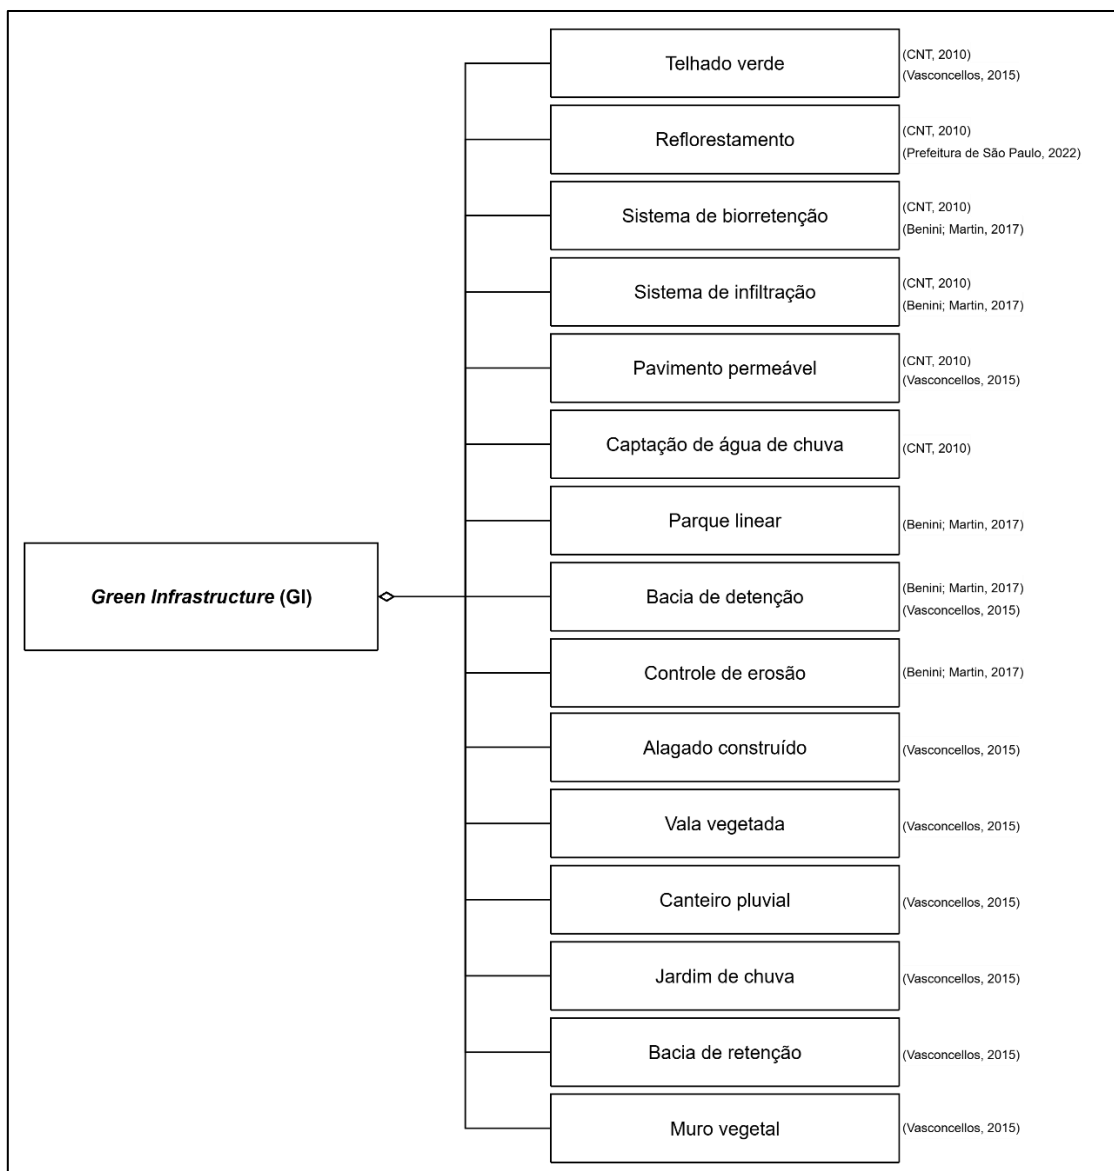 Telhado verde
(CNT, 2010)
(Vasconcellos, 2015)
Reflorestamento
(CNT, 2010)
(Prefeitura de São Paulo, 2022)
Sistema de biorretenção
(CNT, 2010)
(Benini; Martin, 2017)
Sistema de infiltração
(CNT, 2010)
(Benini; Martin, 2017)
Pavimento permeável
(CNT, 2010)
(Vasconcellos, 2015)
Captação de água de chuva
(CNT, 2010)
Parque linear
(Benini; Martin, 2017)
Green Infrastructure (GI)
Bacia de detenção
(Benini; Martin, 2017)
(Vasconcellos, 2015)
Controle de erosão
(Benini; Martin, 2017)
Alagado construído
(Vasconcellos, 2015)
Vala vegetada
(Vasconcellos, 2015)
Canteiro pluvial
(Vasconcellos, 2015)
Jardim de chuva
(Vasconcellos, 2015)
Bacia de retenção
(Vasconcellos, 2015)
Muro vegetal
(Vasconcellos, 2015)